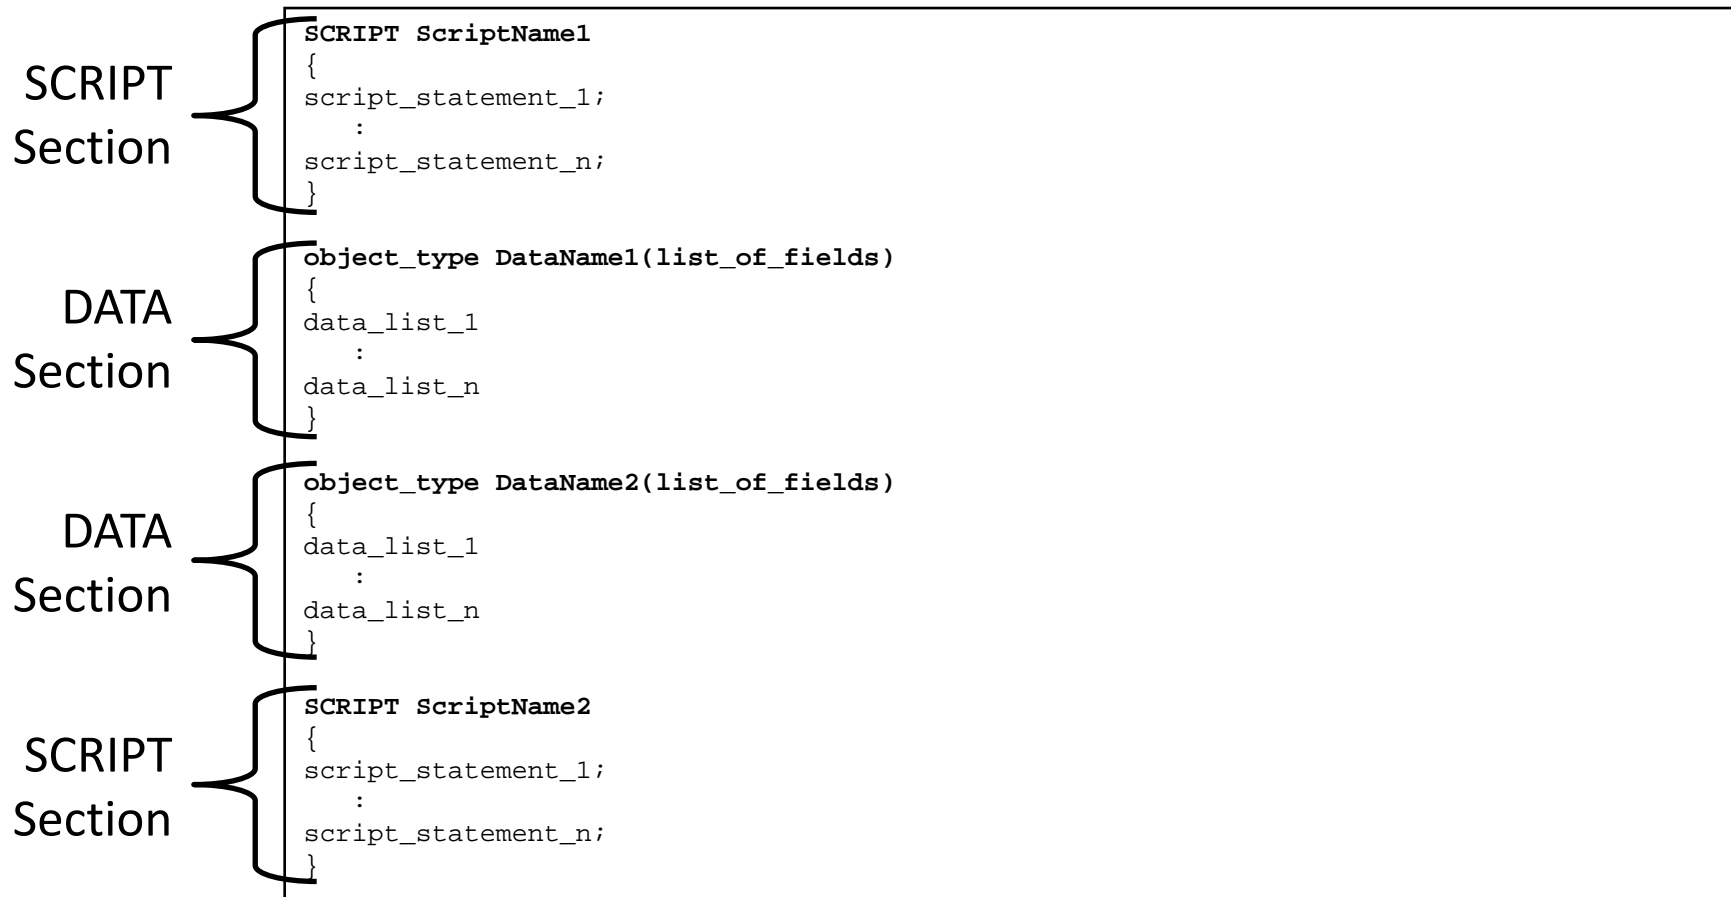 SCRIPT
Section
SCRIPT ScriptName1
{
script_statement_1;
:
script_statement_n;
}
DATA
Section
object_type DataName1(list_of_fields)
{
data_list_1
:
data_list_n
}
DATA
Section
object_type DataName2(list_of_fields)
{
data_list_1
:
data_list_n
}
SCRIPT
Section
SCRIPT ScriptName2
{
script_statement_1;
:
script_statement_n;
}